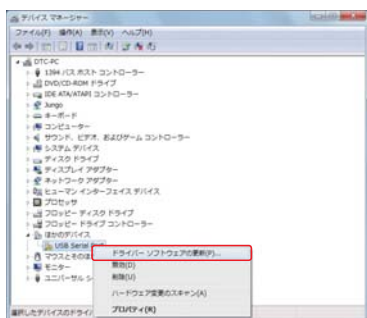 デバイス マネージャー
ファイル(F) 操作(A) 表示(V) ヘルプ(H)
DTC-PC
1394 バス ホスト コントローラー
DVD/CD-ROM ドライブ
IDE ATA/ATAPI コントローラー
Jungo
キーボード
コンピューター
サウンド、ビデオ、およびゲーム コントローラー
システム デバイス
ディスク ドライブ
ディスプレイ アダプター
ネットワーク アダプター
ヒューマン インターフェイス デバイス
プロセッサ
フロッピー ディスク ドライブ
フロッピー ドライブ コントローラー
ほかのデバイス
USB Serial Port
マウスとそのほ
モニター
ユニバーサル シ
ドライバー ソフトウェアの更新(P)...
無効(D)
削除(U)
ハードウェア変更のスキャン(A)
プロパティ(R)
選択したデバイスのドライ